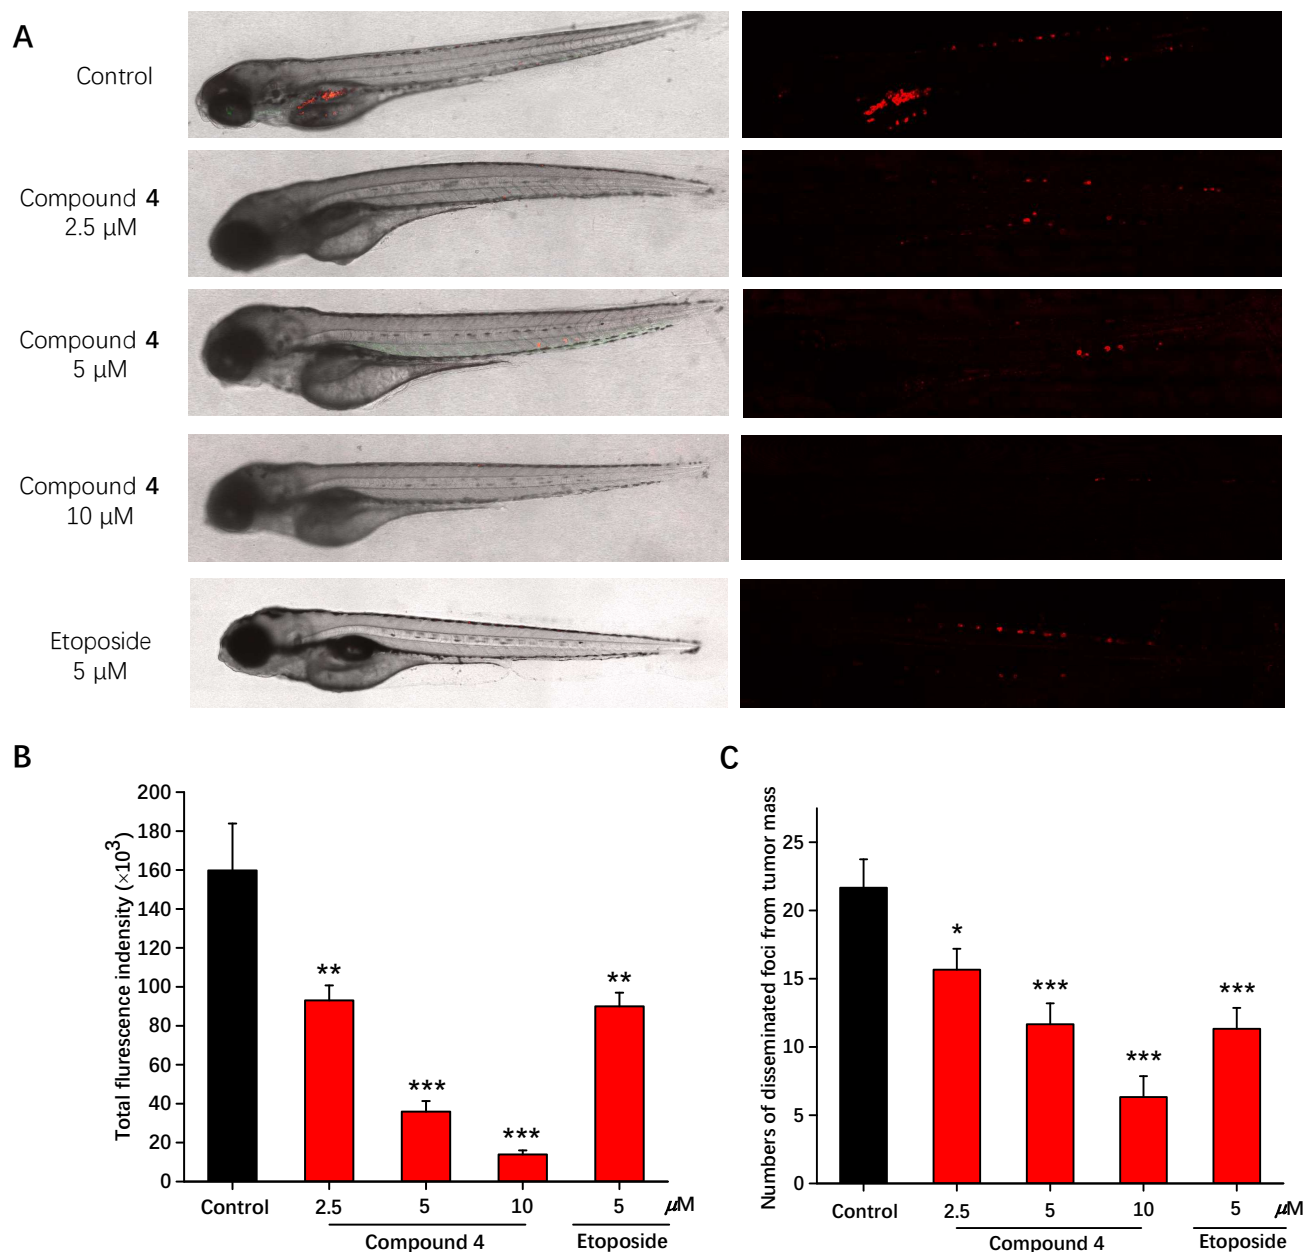 A
Control
Compound 4
2.5 μM
Compound 4
5 μM
Compound 4
10 μM
Etoposide
5 μM
B
Total flurescence indensity (×10³)
200
180
160
140
120
100
80
60
40
20
0
**
***
***
**
Control
2.5
5
10
5
μM
Compound 4
Etoposide
C
Numbers of disseminated foci from tumor mass
25
20
15
10
5
0
*
***
***
***
Control
2.5
5
10
5
μM
Compound 4
Etoposide